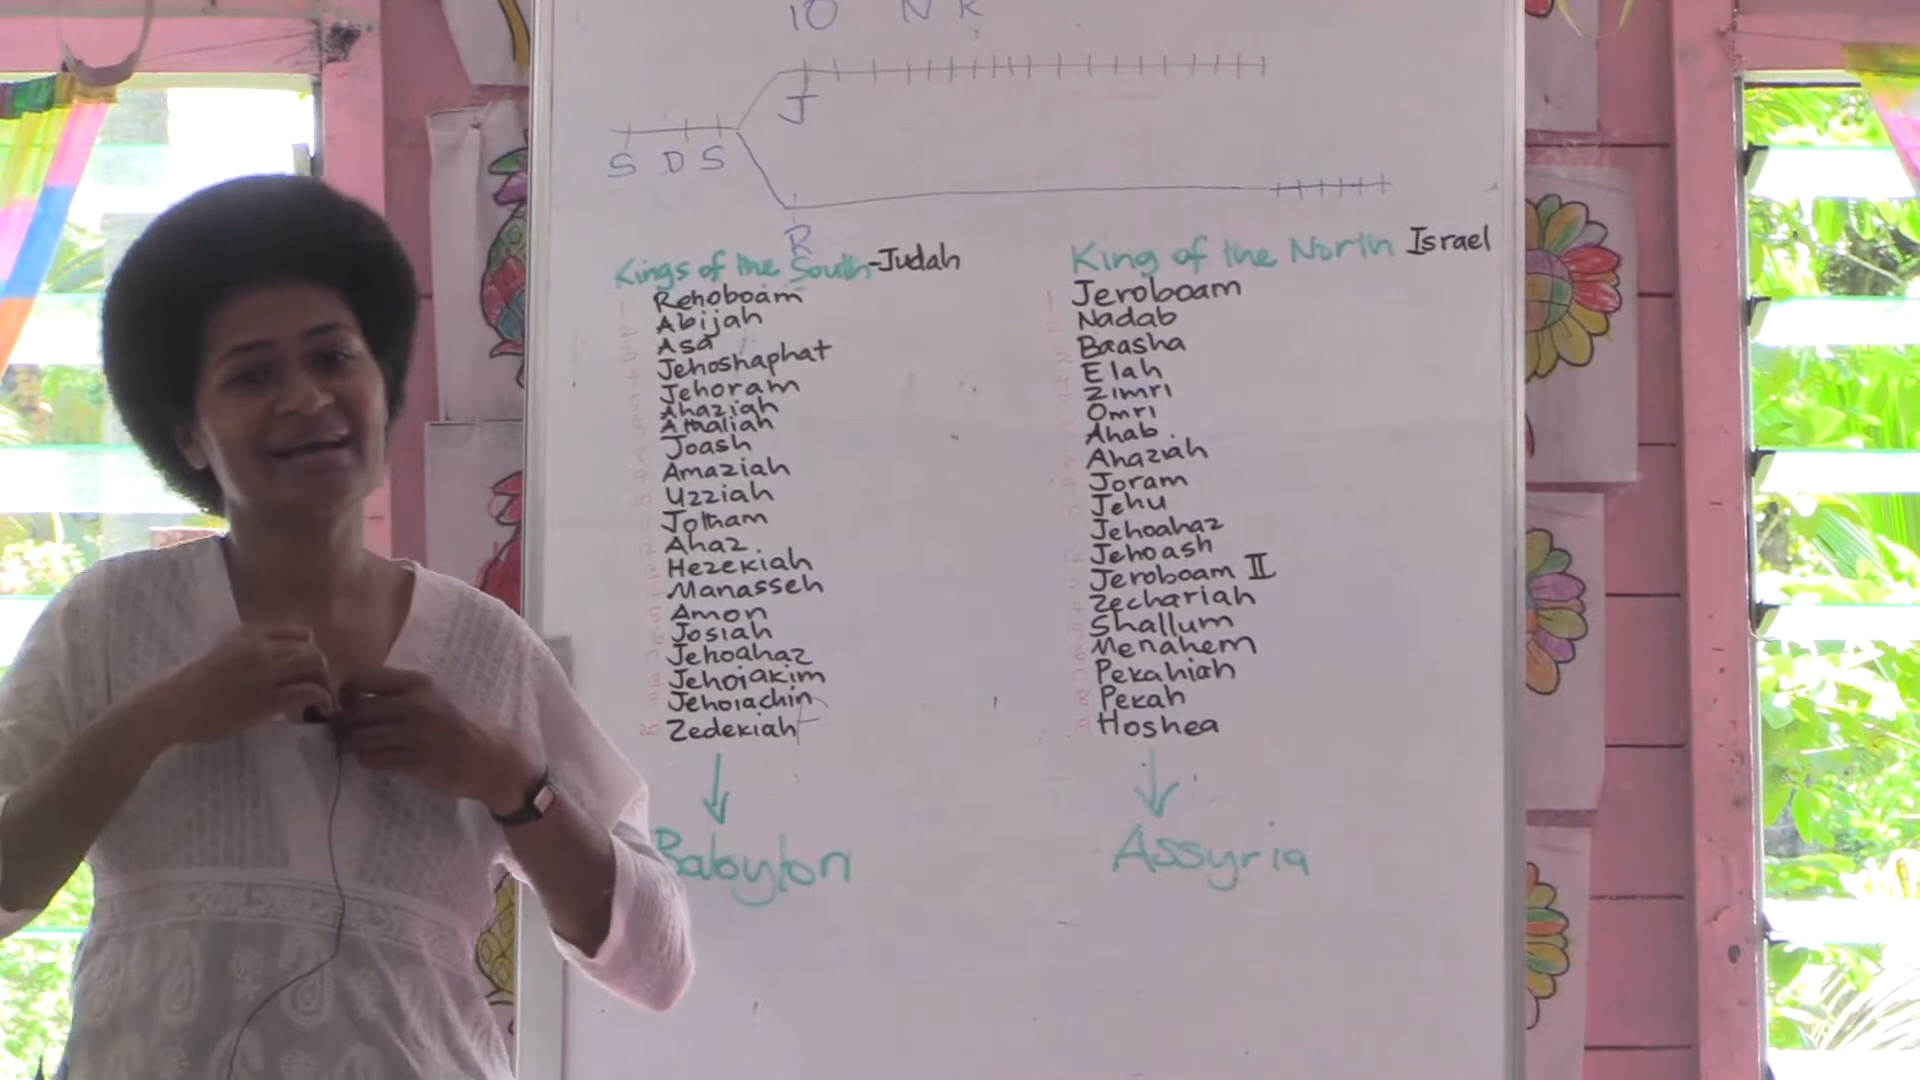 10 N K
J
S D S
R
Kings of the South-Judah
Rehoboam
Abijah
Asa
Jehoshaphat
Jehoram
Ahaziah
Athaliah
Joash
Amaziah
Uzziah
Jotham
Ahaz.
Hezekiah
Manasseh
Amon
Josiah
Jehoahaz
Jehoiakim
Jehoiachin
20 Zedekiah
Babylon
King of the North Israel
1 Jeroboam
Nadab
Baasha
Elah
Zimri
Omri
Ahab.
Ahaziah
Joram
Jehu
Jehoahaz
Jehoash
Jeroboam II
Zechariah
Shallum
Menahem
Pekahiah
Pekah
Hoshea
Assyria